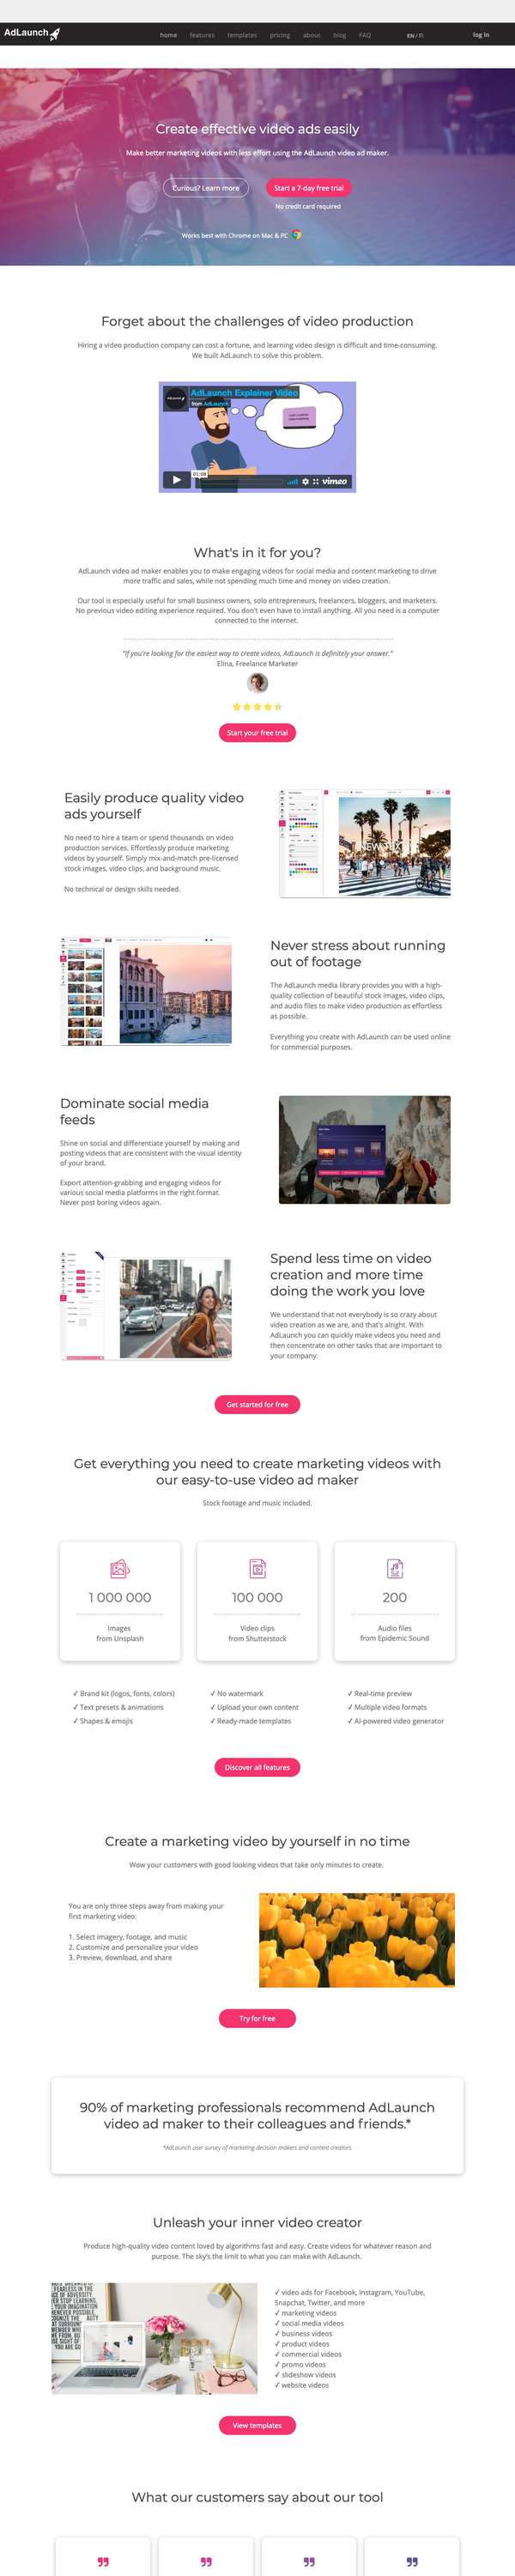 AdLaunch
home features templates pricing about blog FAQ EN / FI log in
Create effective video ads easily
Make better marketing videos with less effort using the AdLaunch video ad maker.
Curious? Learn more
Start a 7-day free trial
No credit card required
Works best with Chrome on Mac & PC
Forget about the challenges of video production
Hiring a video production company can cost a fortune, and learning video design is difficult and time-consuming.
We built AdLaunch to solve this problem.
AdLaunch Explainer Video
from AdLaunch
01:08
vimeo
What's in it for you?
AdLaunch video ad maker enables you to make engaging videos for social media and content marketing to drive
more traffic and sales, while not spending much time and money on video creation.
Our tool is especially useful for small business owners, solo entrepreneurs, freelancers, bloggers, and marketers.
No previous video editing experience required. You don't even have to install anything. All you need is a computer
connected to the internet.
"If you're looking for the easiest way to create videos, AdLaunch is definitely your answer."
Elina, Freelance Marketer
Start your free trial
Easily produce quality video
ads yourself
No need to hire a team or spend thousands on video
production services. Effortlessly produce marketing
videos by yourself. Simply mix-and-match pre-licensed
stock images, video clips, and background music.
No technical or design skills needed.
Never stress about running
out of footage
The AdLaunch media library provides you with a high-
quality collection of beautiful stock images, video clips,
and audio files to make video production as effortless
as possible.
Everything you create with AdLaunch can be used online
for commercial purposes.
Dominate social media
feeds
Shine on social and differentiate yourself by making and
posting videos that are consistent with the visual identity
of your brand.
Export attention-grabbing and engaging videos for
various social media platforms in the right format.
Never post boring videos again.
Spend less time on video
creation and more time
doing the work you love
We understand that not everybody is so crazy about
video creation as we are, and that's alright. With
AdLaunch you can quickly make videos you need and
then concentrate on other tasks that are important to
your company.
Get started for free
Get everything you need to create marketing videos with
our easy-to-use video ad maker
Stock footage and music included.
1 000 000
Images
from Unsplash
100 000
Video clips
from Shutterstock
200
Audio files
from Epidemic Sound
✓ Brand kit (logos, fonts, colors)
✓ Text presets & animations
✓ Shapes & emojis
✓ No watermark
✓ Upload your own content
✓ Ready-made templates
✓ Real-time preview
✓ Multiple video formats
✓ AI-powered video generator
Discover all features
Create a marketing video by yourself in no time
Wow your customers with good looking videos that take only minutes to create.
You are only three steps away from making your
first marketing video:
1. Select imagery, footage, and music
2. Customize and personalize your video
3. Preview, download, and share
Try for free
90% of marketing professionals recommend AdLaunch
video ad maker to their colleagues and friends.*
*AdLaunch user survey of marketing decision makers and content creators
Unleash your inner video creator
Produce high-quality video content loved by algorithms fast and easy. Create videos for whatever reason and
purpose. The sky's the limit to what you can make with AdLaunch.
✓ video ads for Facebook, Instagram, YouTube,
Snapchat, Twitter, and more
✓ marketing videos
✓ social media videos
✓ business videos
✓ product videos
✓ commercial videos
✓ promo videos
✓ slideshow videos
✓ website videos
View templates
What our customers say about our tool